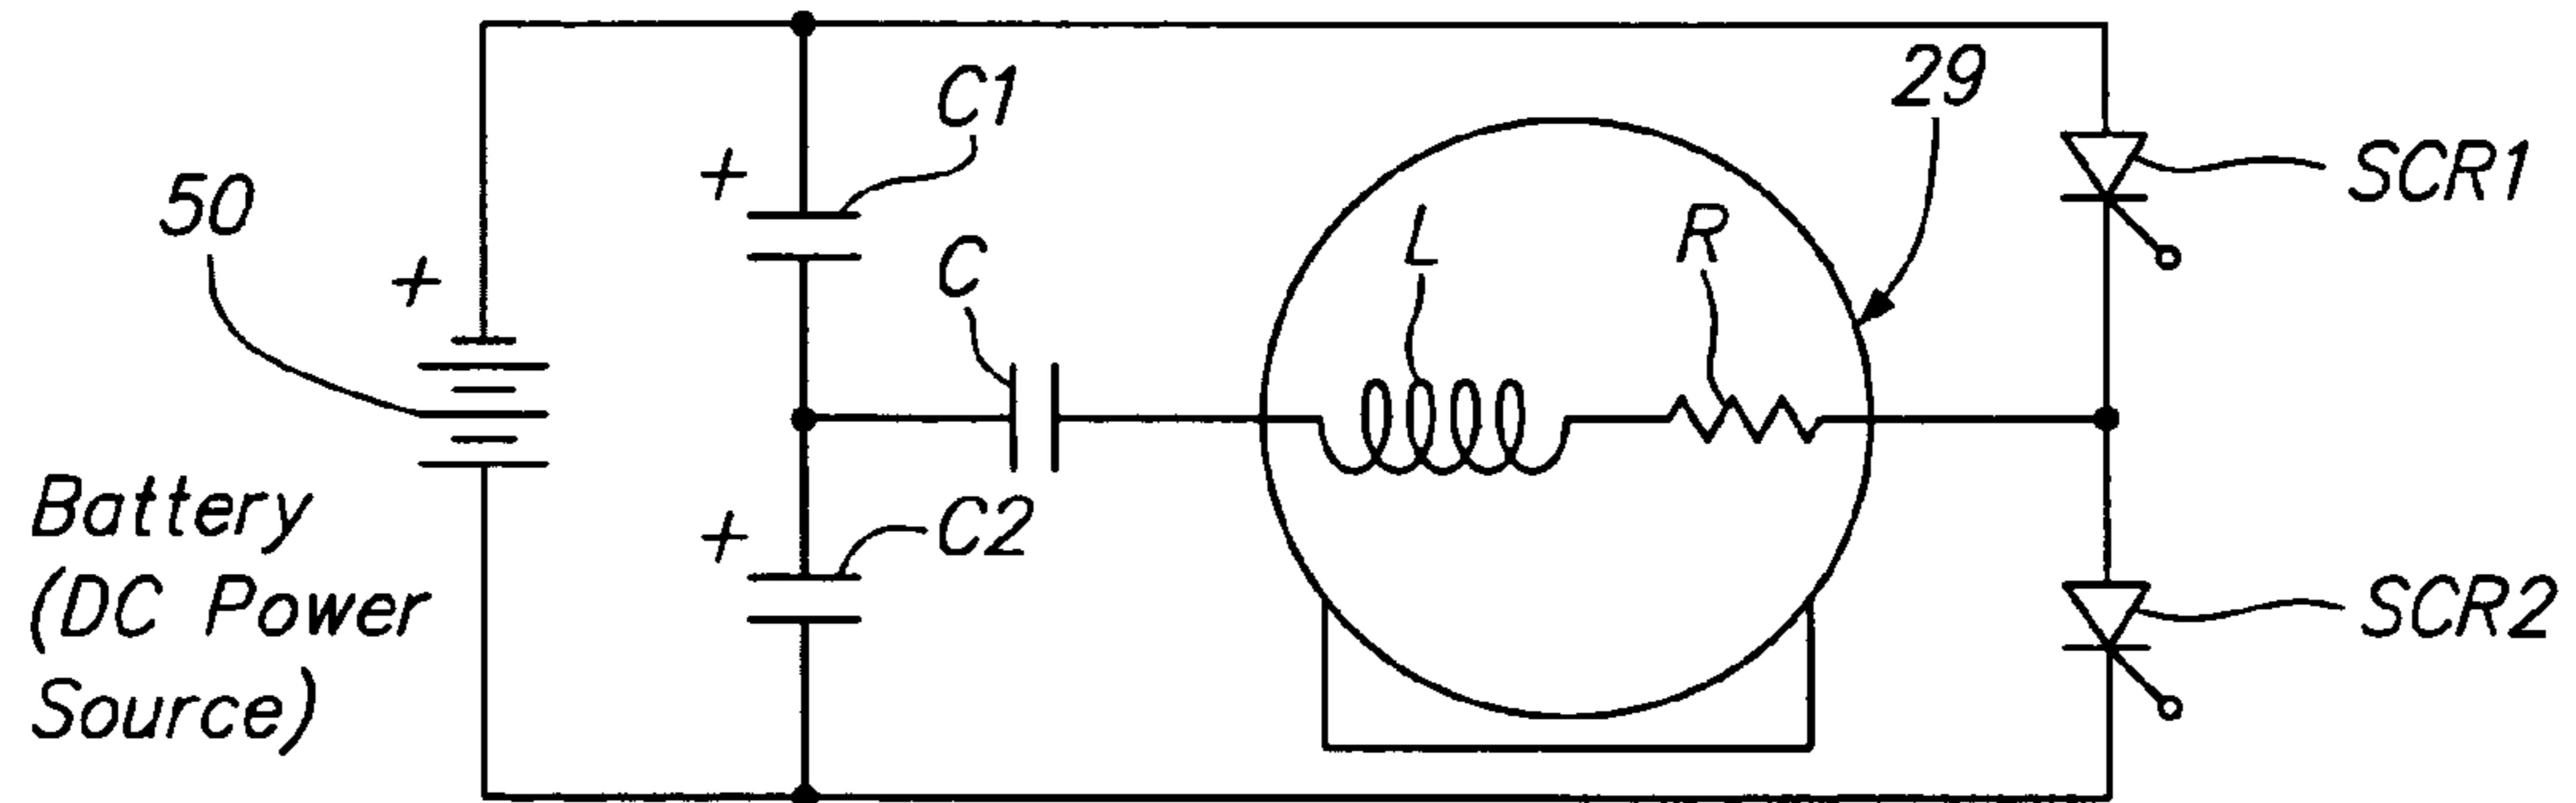 29
C1
+
SCR1
50
C
L
R
+
C2
+
Battery
(DC Power
Source)
SCR2